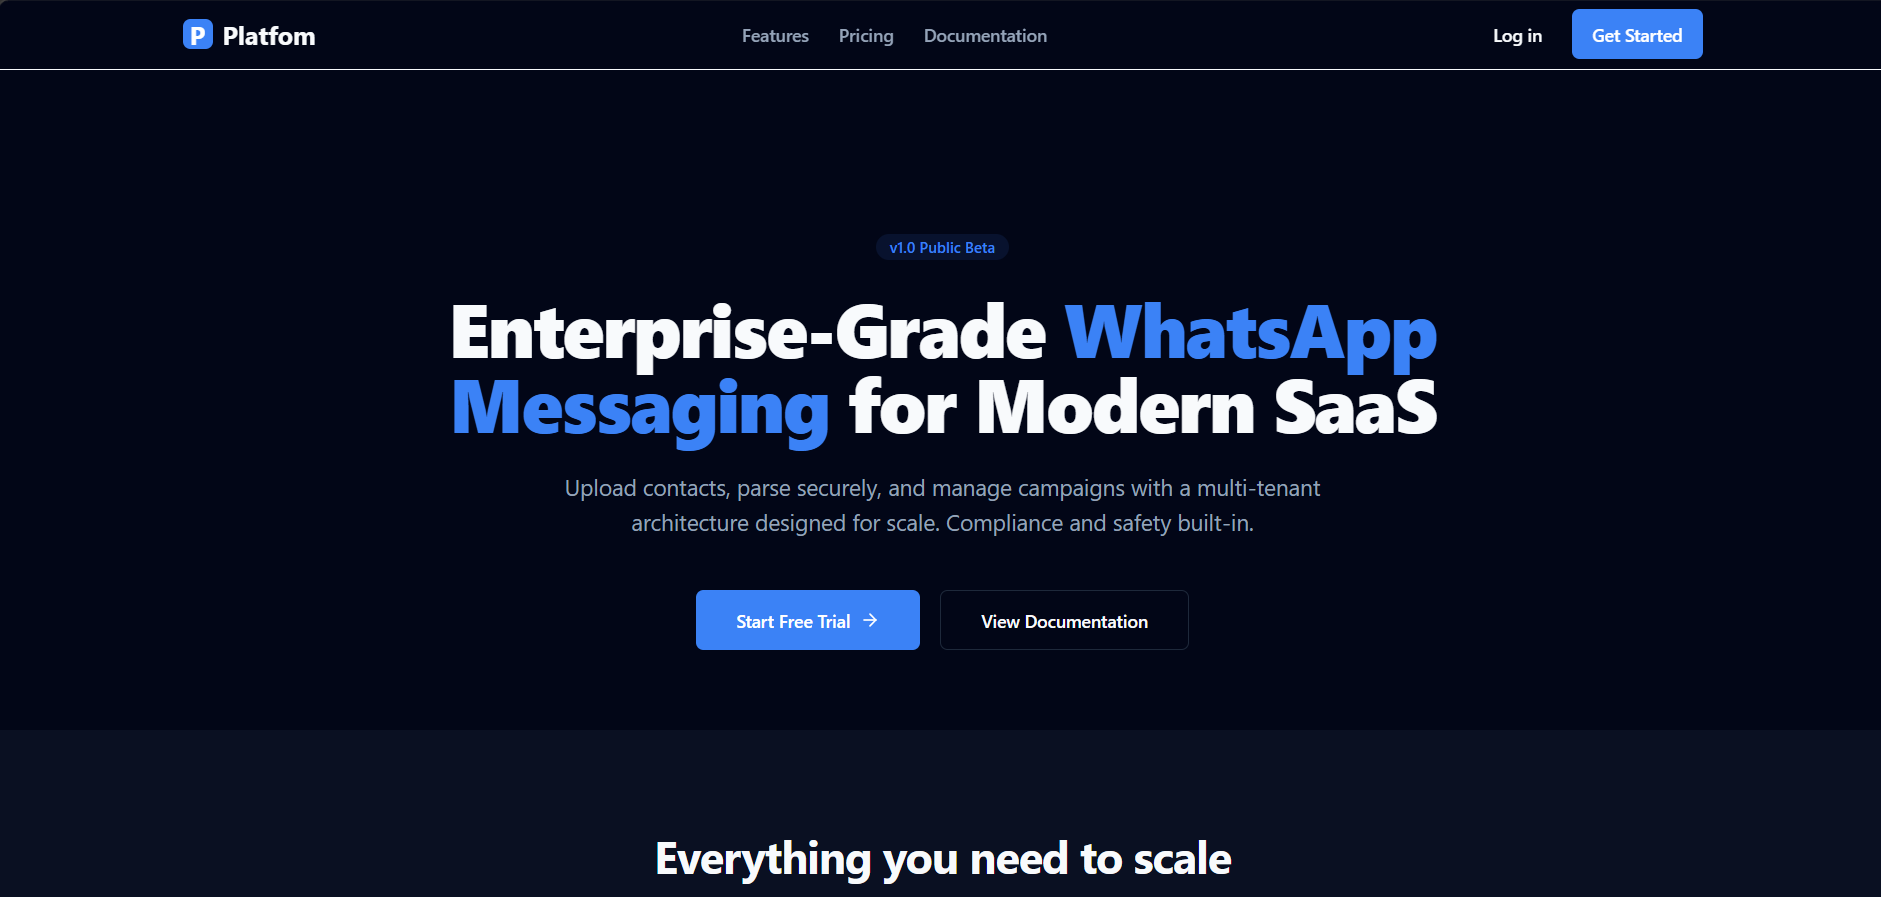 P Platfom
Features Pricing Documentation
Log in Get Started
v1.0 Public Beta
Enterprise-Grade WhatsApp
Messaging for Modern SaaS
Upload contacts, parse securely, and manage campaigns with a multi-tenant
architecture designed for scale. Compliance and safety built-in.
Start Free Trial → View Documentation
Everything you need to scale